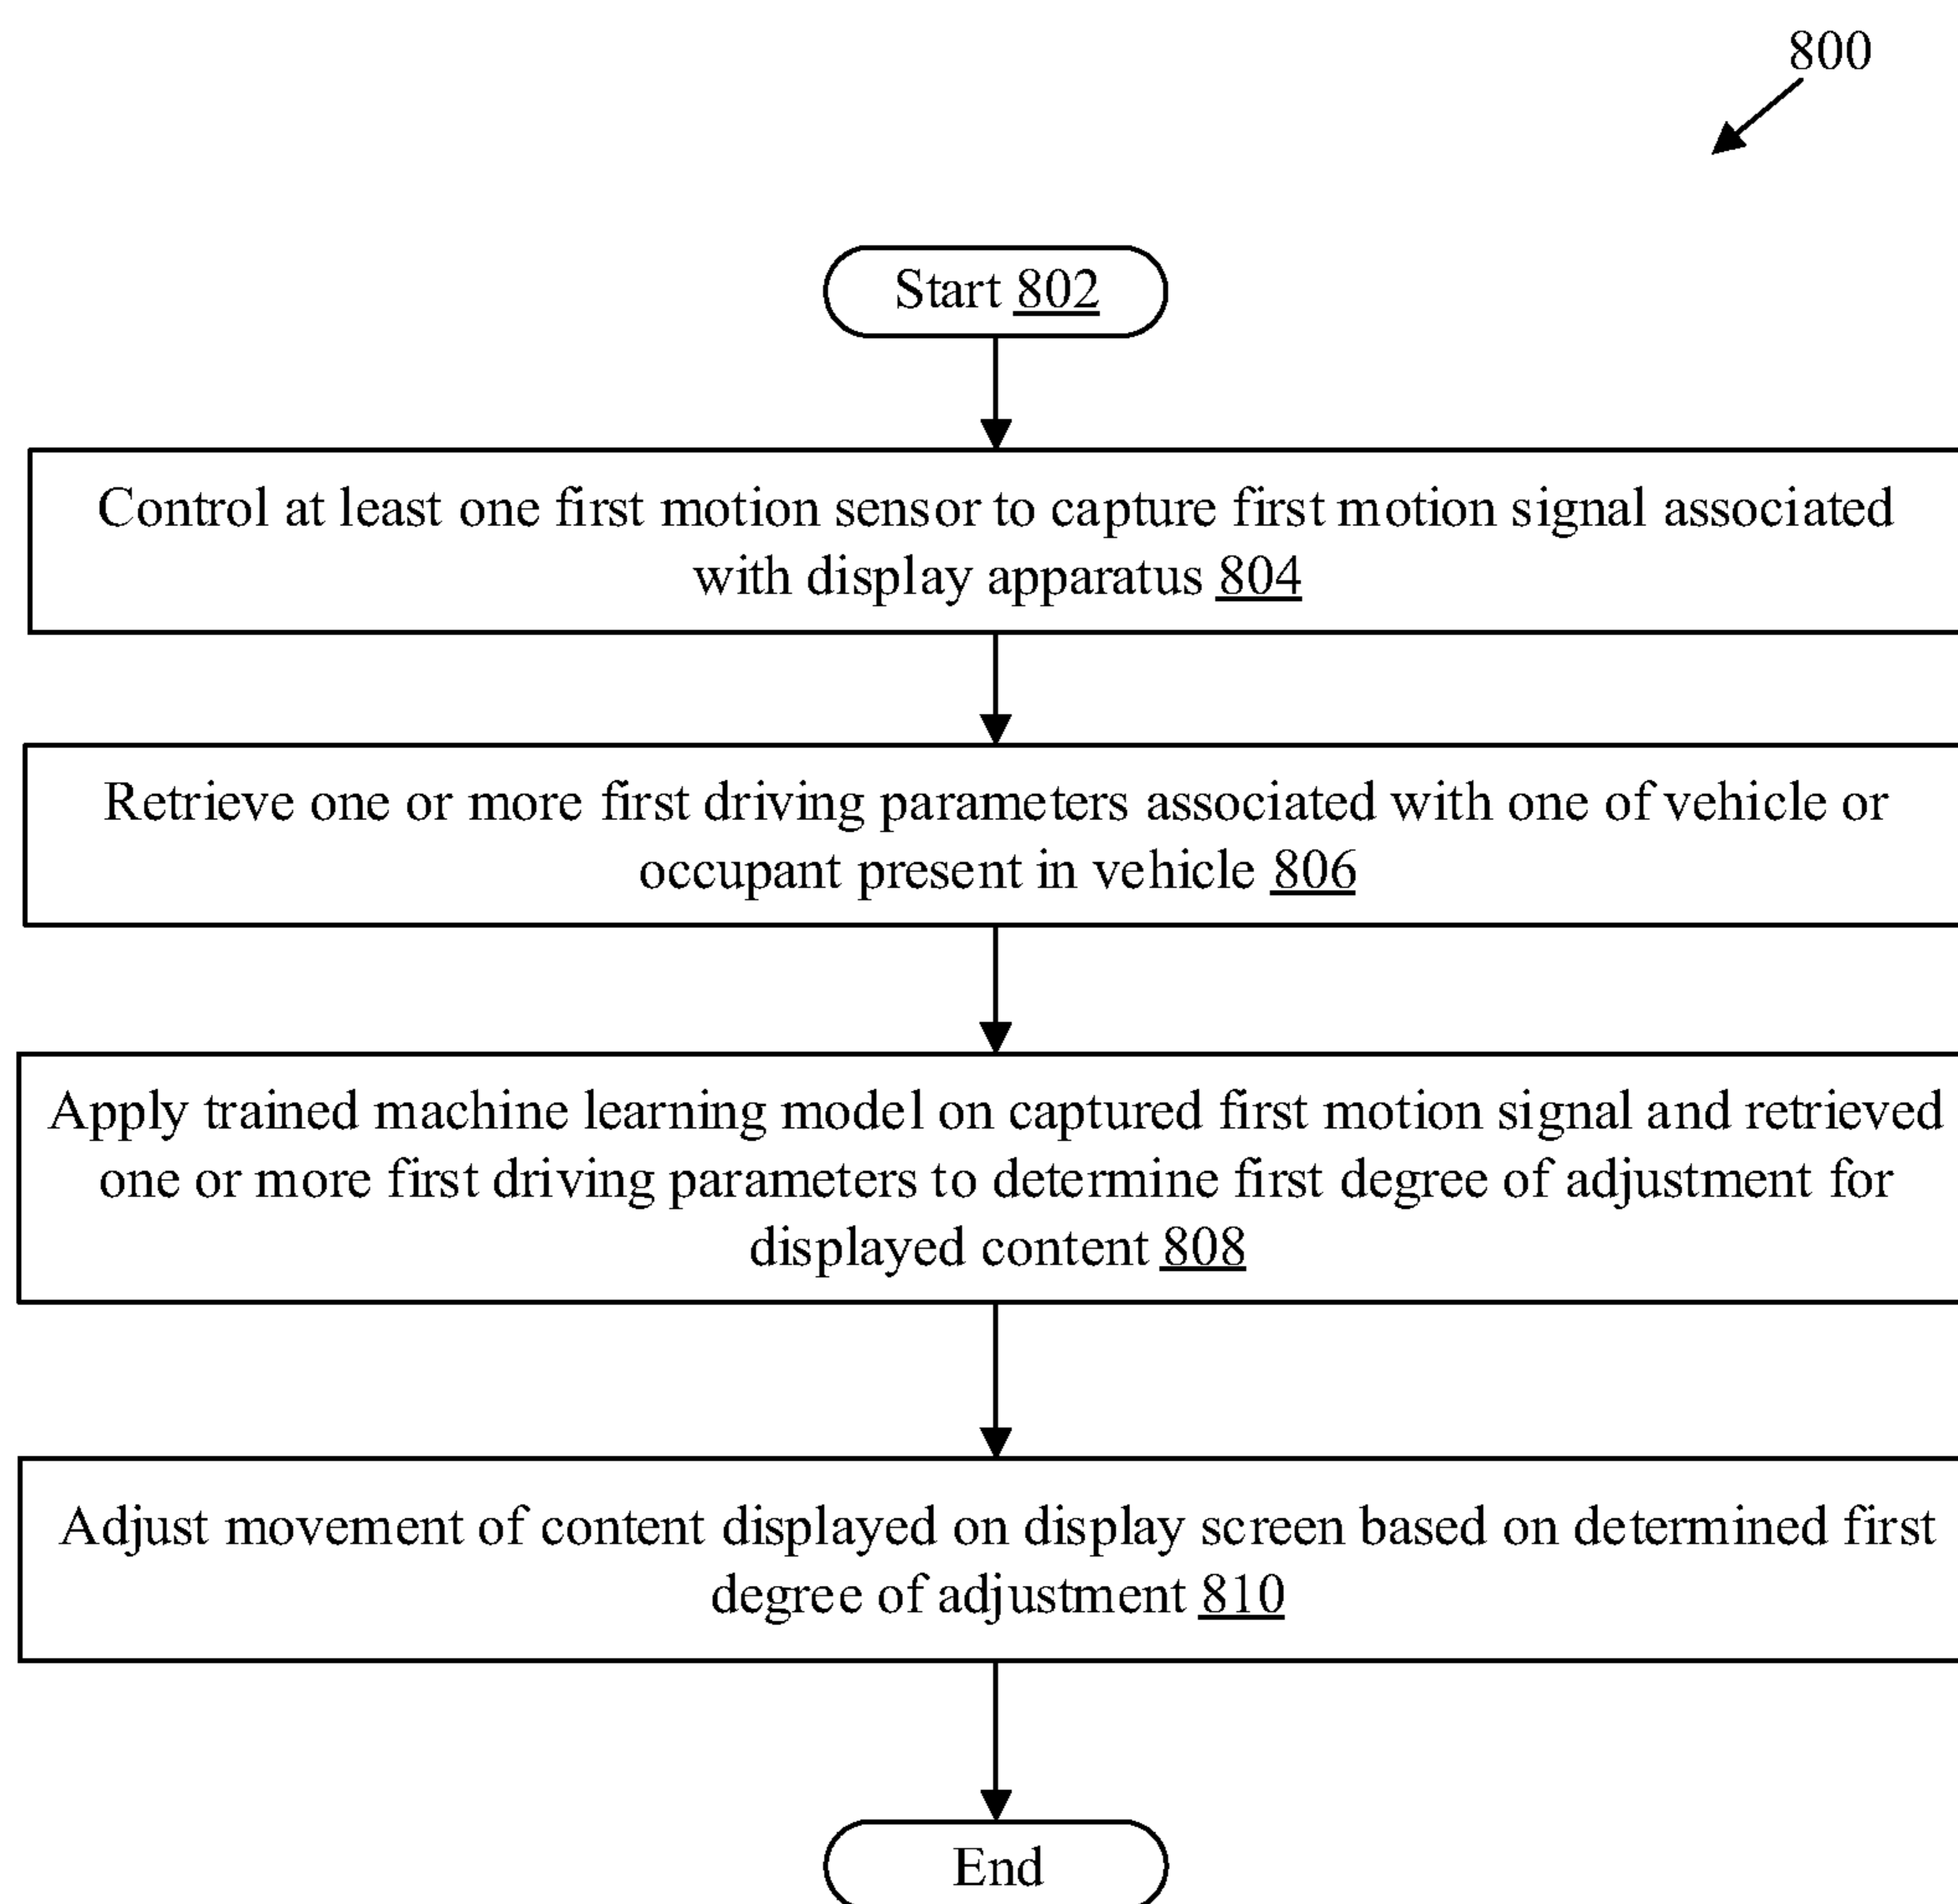 800
Start 802
Control at least one first motion sensor to capture first motion signal associated
with display apparatus 804
Retrieve one or more first driving parameters associated with one of vehicle or
occupant present in vehicle 806
Apply trained machine learning model on captured first motion signal and retrieved
one or more first driving parameters to determine first degree of adjustment for
displayed content 808
Adjust movement of content displayed on display screen based on determined first
degree of adjustment 810
End